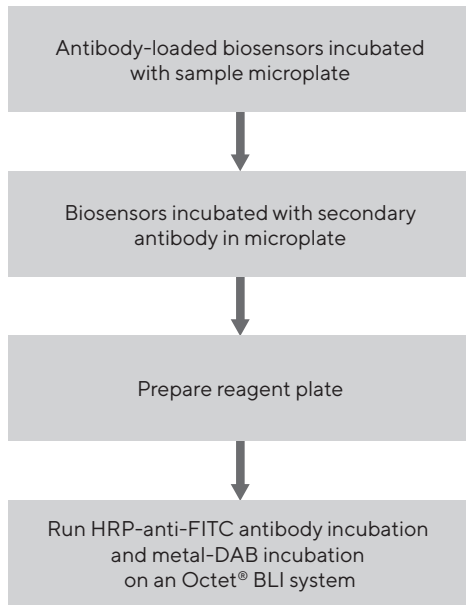 Antibody-loaded biosensors incubated
with sample microplate
Biosensors incubated with secondary
antibody in microplate
Prepare reagent plate
Run HRP-anti-FITC antibody incubation
and metal-DAB incubation
on an Octet® BLI system